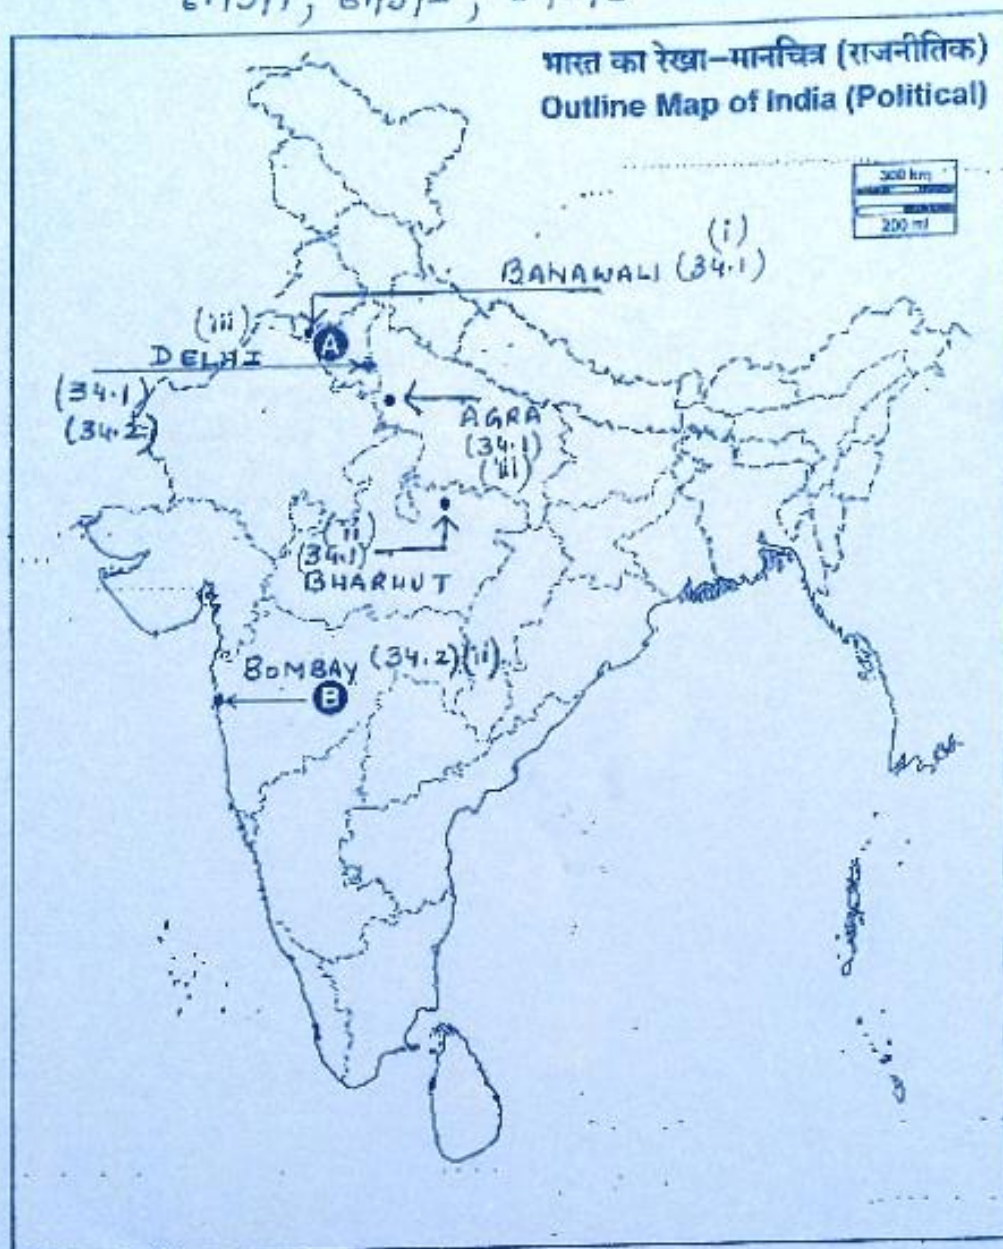 भारत का रेखा-मानचित्र (राजनीतिक)
Outline Map of India (Political)
300 km
200 ml
(i)
BANAWALI (34.1)
(iii)
DELHI
A
(34.1)
(34.2)
AGRA
(34.1)
(iii)
(ii)
(34.1)
BHARHUT
BOMBAY (34.2)(ii)
B